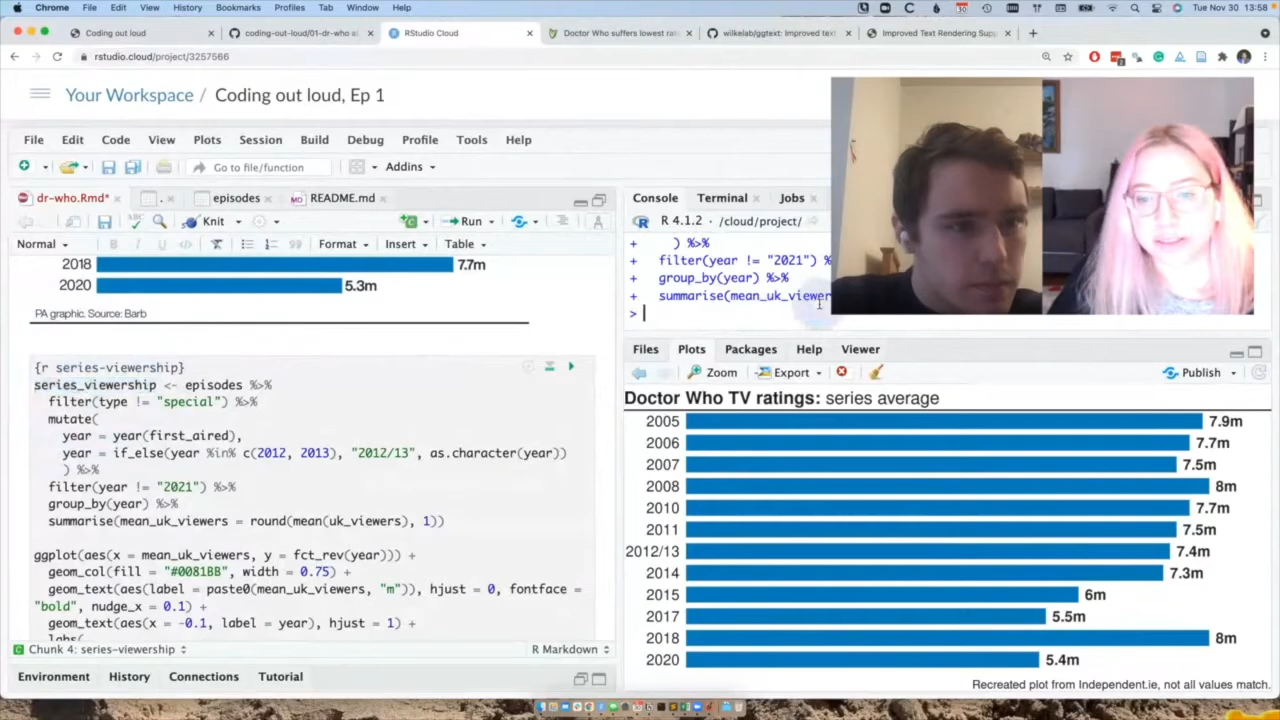 Chrome File Edit View History Bookmarks Profiles Tab Window Help Tue Nov 30 13:58
Coding out loud
coding-out-loud/01-dr-who at
RStudio Cloud
Doctor Who suffers lowest rat
wilkelab/ggtext: Improved text
Improved Text Rendering Supp
rstudio.cloud/project/3257566
Your Workspace / Coding out loud, Ep 1
File Edit Code View Plots Session Build Debug Profile Tools Help
Go to file/function
Addins
dr-who.Rmd*
episodes
README.md
Knit
Run
Normal
Format Insert Table
2018 7.7m
2020 5.3m
PA graphic. Source: Barb
{r series-viewership}
series_viewership <- episodes %>%
filter(type != "special") %>%
mutate(
year = year(first_aired),
year = if_else(year %in% c(2012, 2013), "2012/13", as.character(year))
) %>%
filter(year != "2021") %>%
group_by(year) %>%
summarise(mean_uk_viewers = round(mean(uk_viewers), 1))
ggplot(aes(x = mean_uk_viewers, y = fct_rev(year))) +
geom_col(fill = "#0081BB", width = 0.75) +
geom_text(aes(label = paste0(mean_uk_viewers, "m")), hjust = 0, fontface =
"bold", nudge_x = 0.1) +
geom_text(aes(x = -0.1, label = year), hjust = 1) +
labs(
Chunk 4: series-viewership
R Markdown
Environment History Connections Tutorial
Console Terminal Jobs
R 4.1.2 · /cloud/project/
+ ) %>%
+ filter(year != "2021") %
+ group_by(year) %>%
+ summarise(mean_uk_viewer
>
Files Plots Packages Help Viewer
Zoom Export Publish
Doctor Who TV ratings: series average
2005 7.9m
2006 7.7m
2007 7.5m
2008 8m
2010 7.7m
2011 7.5m
2012/13 7.4m
2014 7.3m
2015 6m
2017 5.5m
2018 8m
2020 5.4m
Recreated plot from Independent.ie, not all values match.